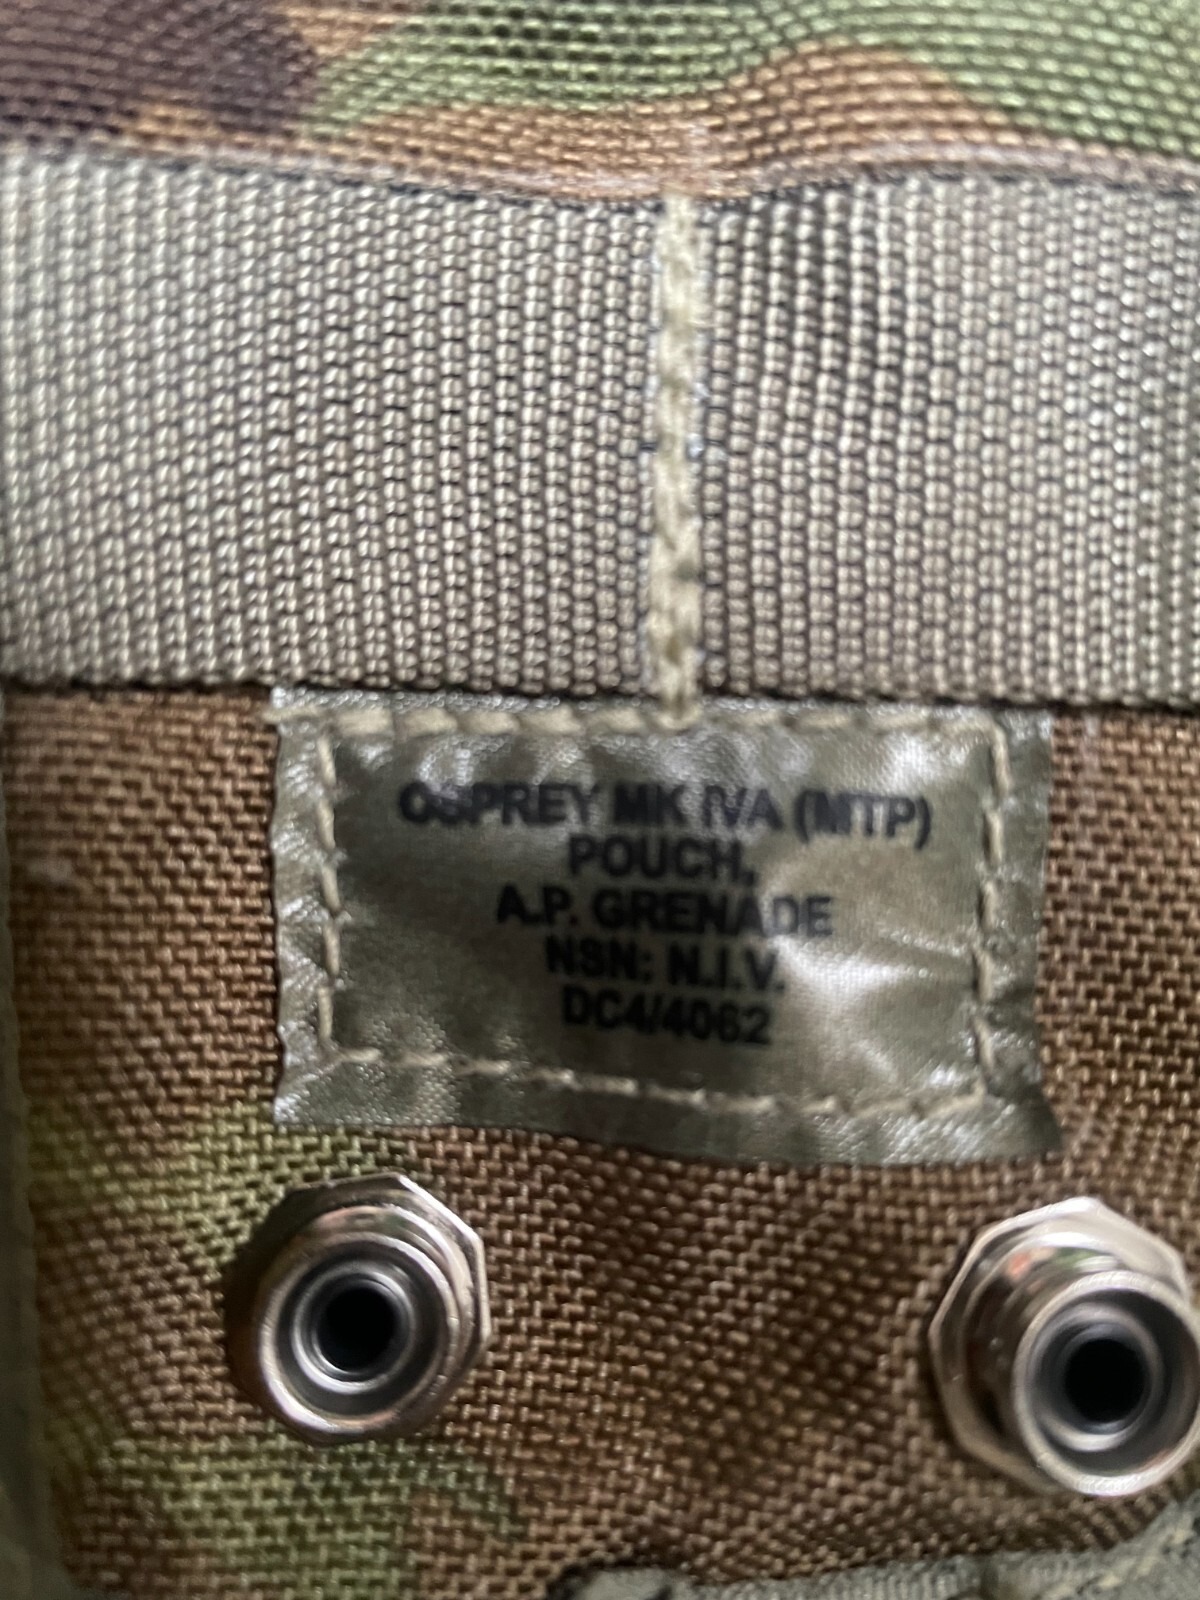 OSPREY MK IVA (MTP)
POUCH,
A.P. GRENADE
NSN: N.I.V.
DC4/4062